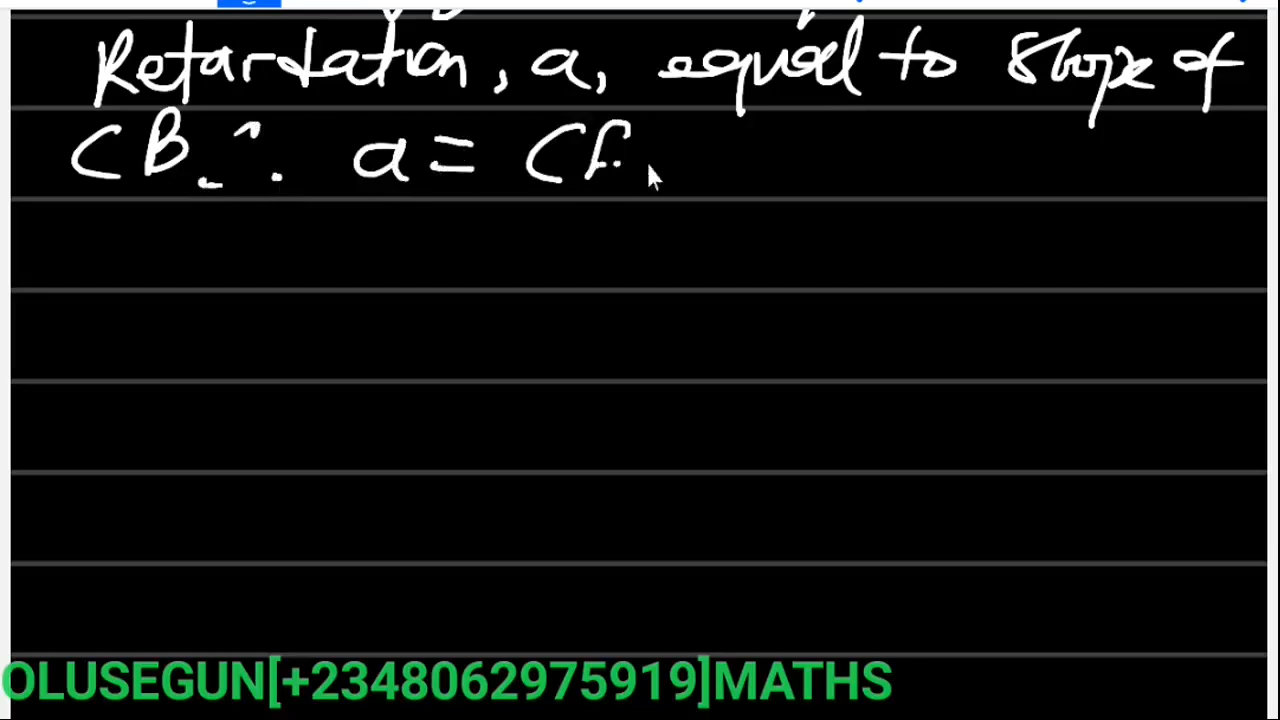 Retardation, a, equal to slope of
CB ∴ a = CF
OLUSEGUN[+2348062975919]MATHS